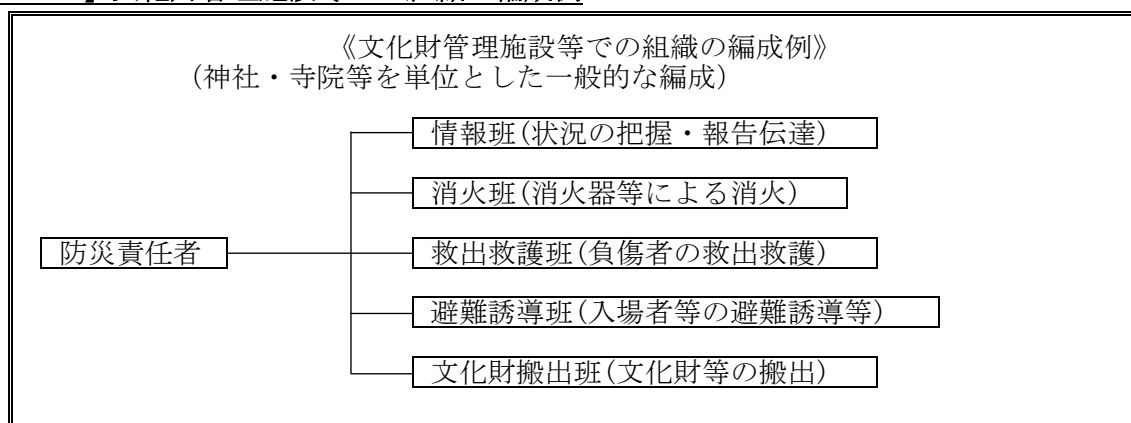 《文化財管理施設等での組織の編成例》
(神社・寺院等を単位とした一般的な編成)
情報班(状況の把握・報告伝達)
消火班(消火器等による消火)
防災責任者
救出救護班(負傷者の救出救護)
避難誘導班(入場者等の避難誘導等)
文化財搬出班(文化財等の搬出)